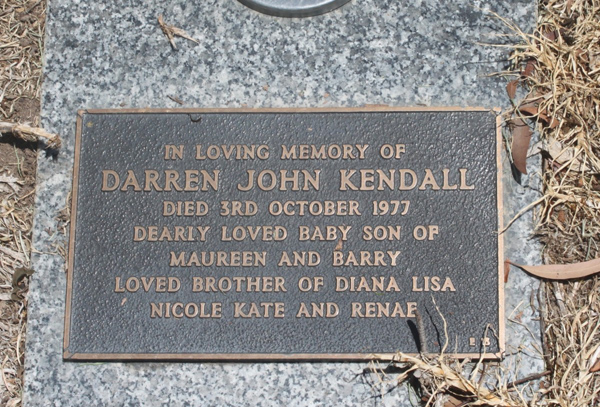 IN LOVING MEMORY OF
DARREN JOHN KENDALL
DIED 3RD OCTOBER 1977
DEARLY LOVED BABY SON OF
MAUREEN AND BARRY
LOVED BROTHER OF DIANA LISA
NICOLE KATE AND RENAE